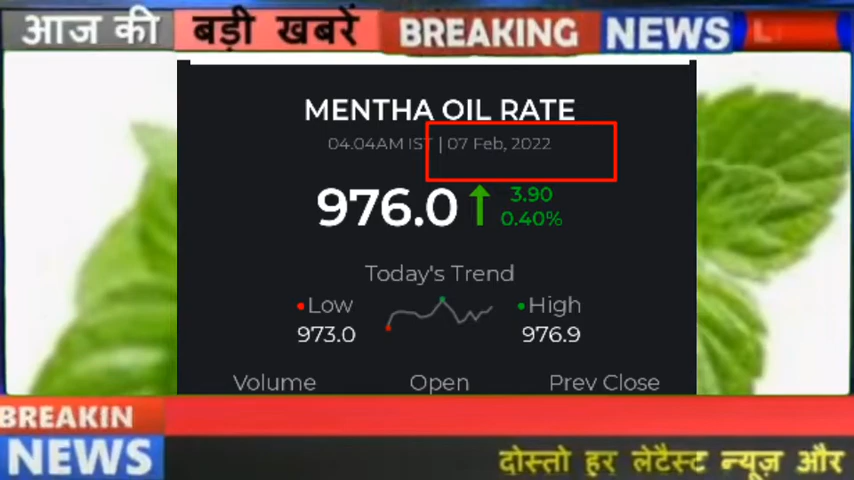 आज की बड़ी खबरें BREAKING NEWS L
MENTHA OIL RATE
04.04AM IST | 07 Feb, 2022
976.0 3.90
0.40%
Today's Trend
Low High
973.0 976.9
Volume Open Prev Close
BREAKIN
NEWS
दोस्तो हर लेटैस्ट न्यूज़ और